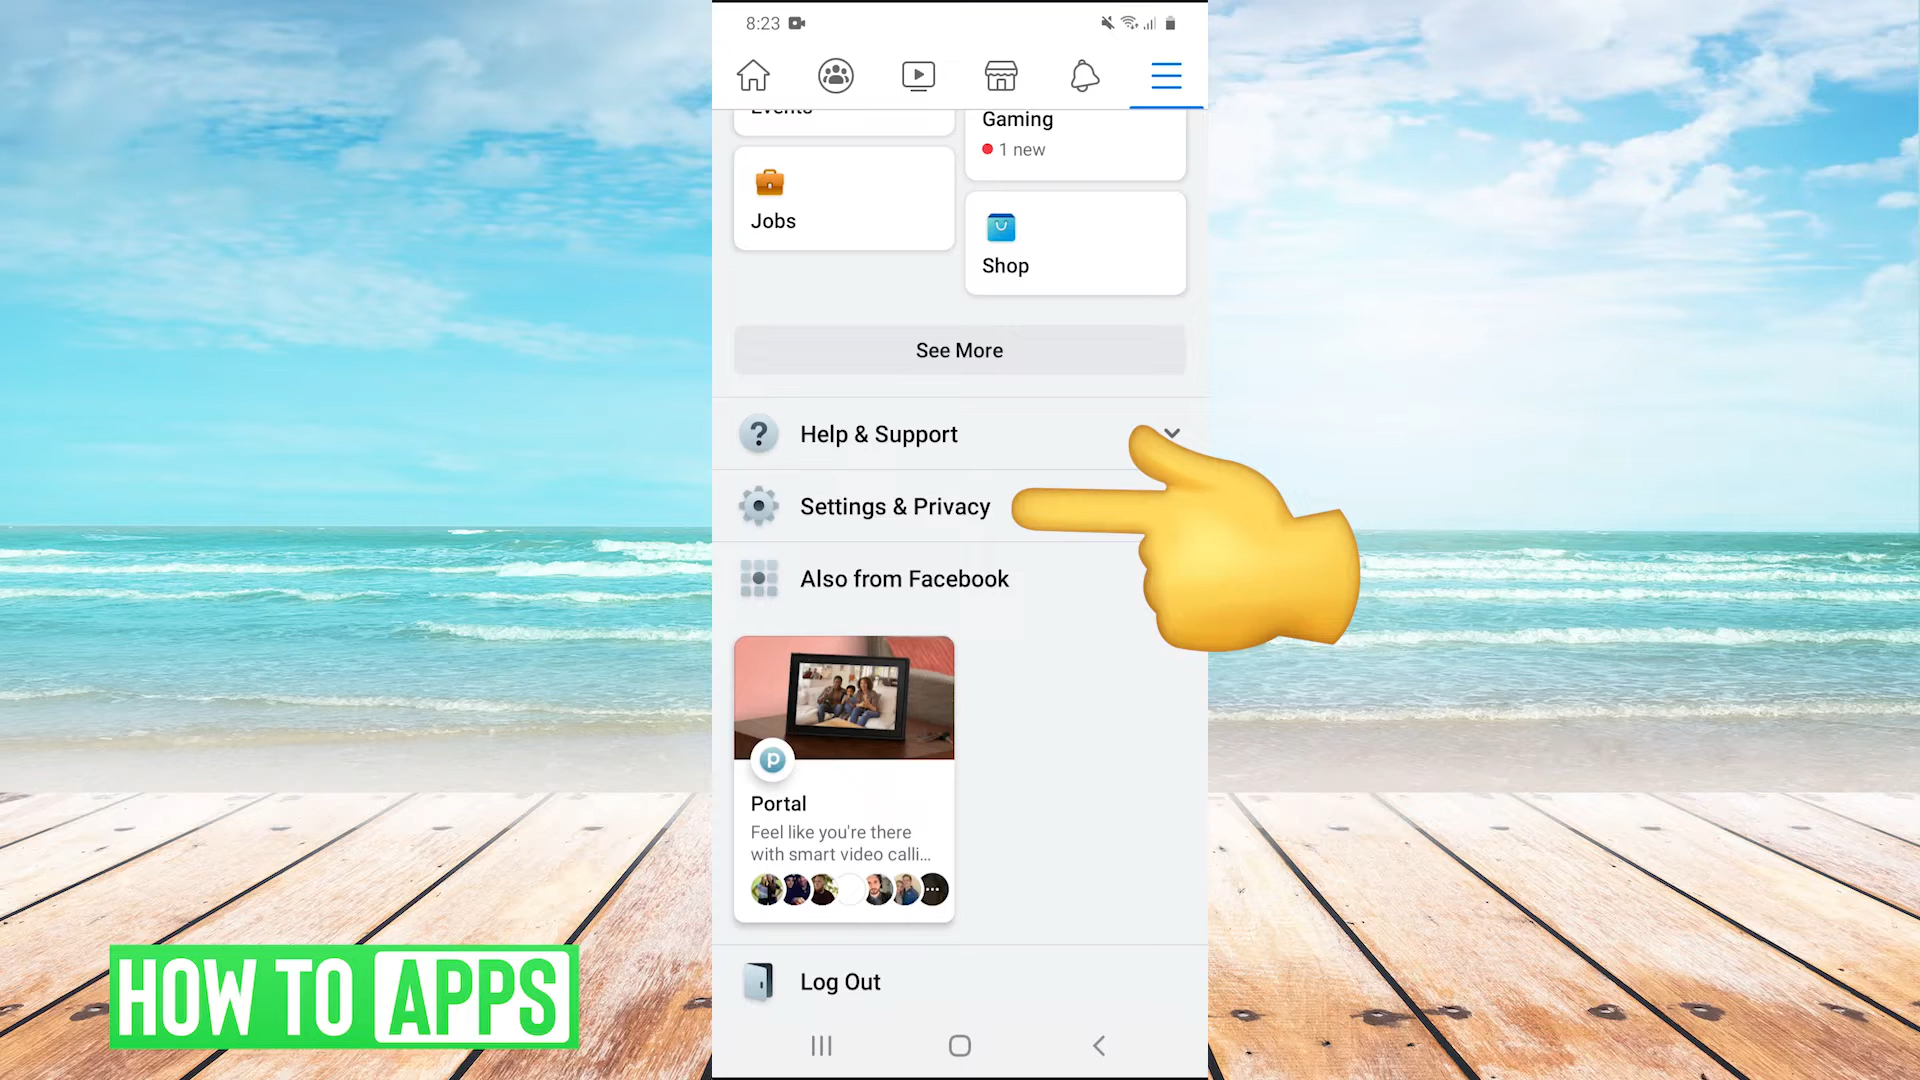 8:23
Events
Gaming
1 new
Jobs
Shop
See More
Help & Support
Settings & Privacy
Also from Facebook
Portal
Feel like you're there
with smart video calli...
Log Out
HOW TO APPS